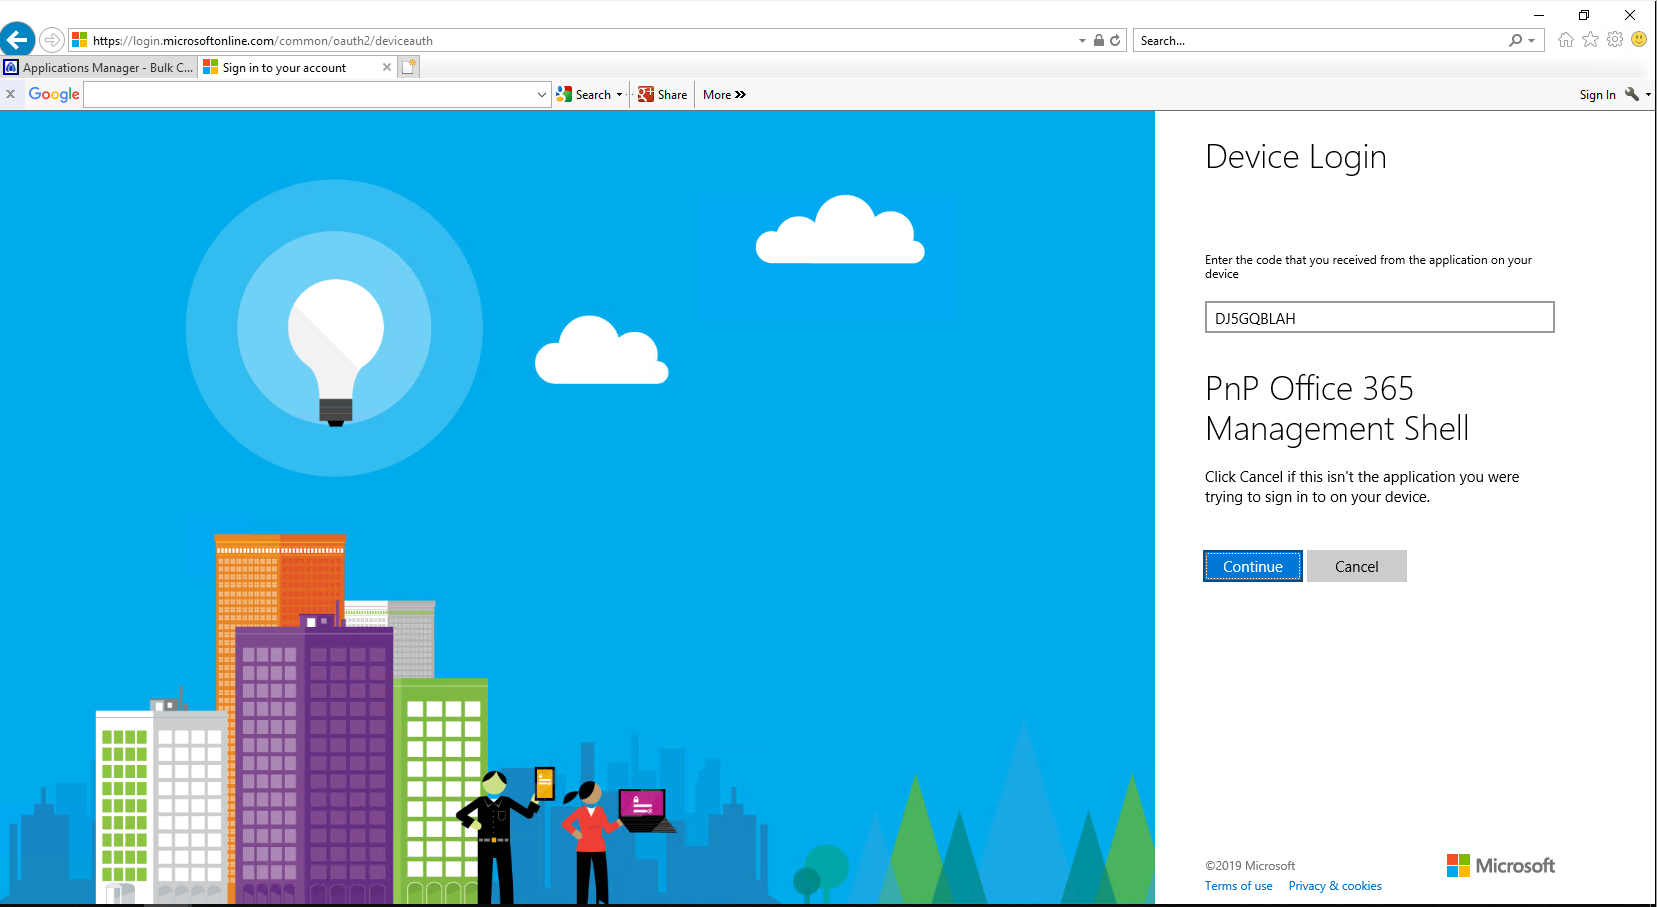 https://login.microsoftonline.com/common/oauth2/deviceauth
Search...
Applications Manager - Bulk C...
Sign in to your account
Google
Search
Share
More
Sign In
Device Login
Enter the code that you received from the application on your
device
DJ5GQBLAH
PnP Office 365
Management Shell
Click Cancel if this isn't the application you were
trying to sign in to on your device.
Continue
Cancel
©2019 Microsoft
Microsoft
Terms of use
Privacy & cookies